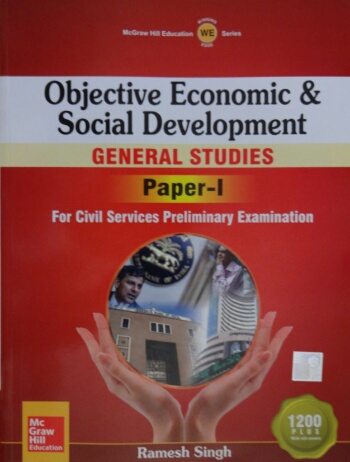 McGraw Hill Education WE Series
Objective Economic &
Social Development
GENERAL STUDIES
Paper-I
For Civil Services Preliminary Examination
1200
PLUS
Mc
Graw
Hill
Education
Ramesh Singh